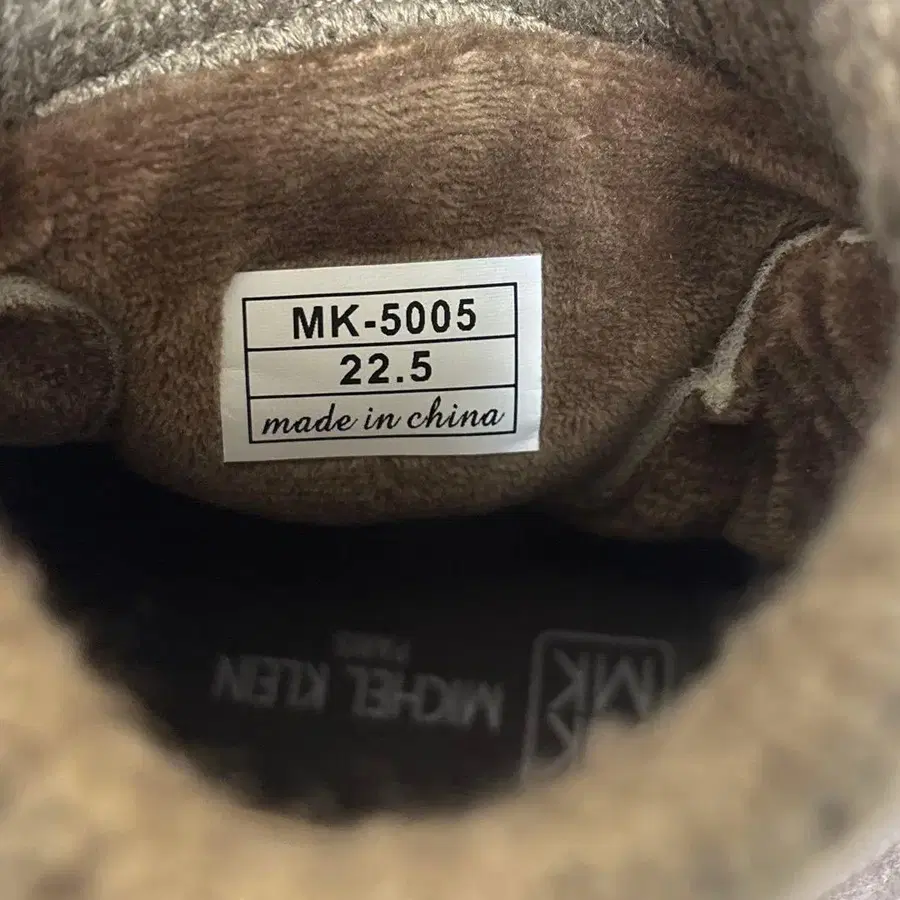 MK-5005
22.5
made in china
MICHEL KLEIN
PARIS
MK